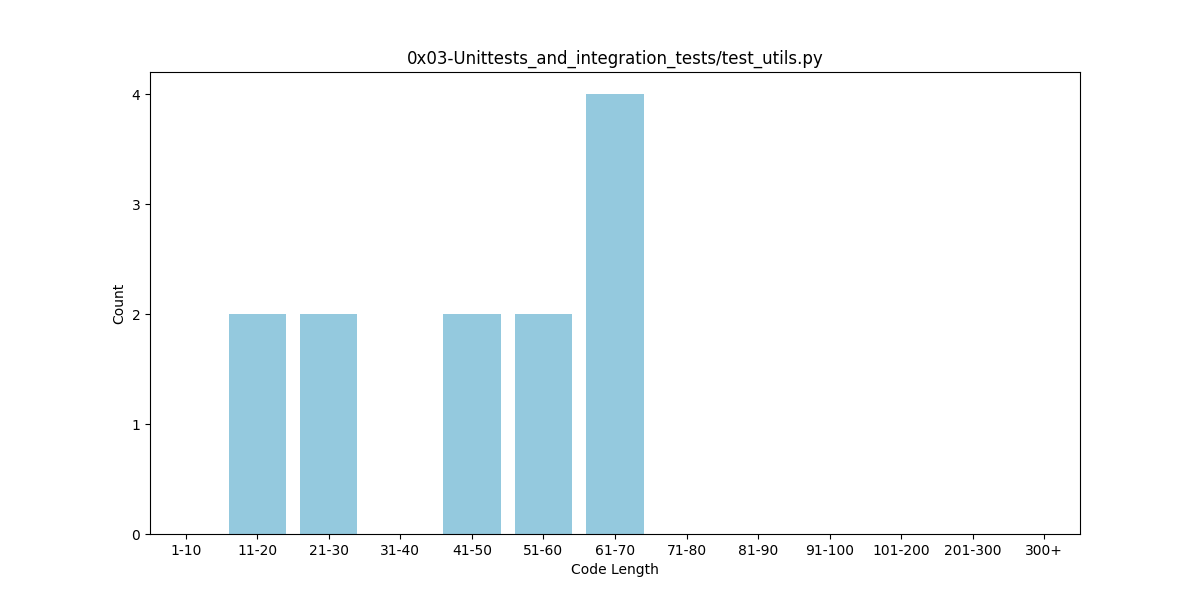 0x03-Unittests_and_integration_tests/test_utils.py
Count
4
3
2
1
0
1-10 11-20 21-30 31-40 41-50 51-60 61-70 71-80 81-90 91-100 101-200 201-300 300+
Code Length